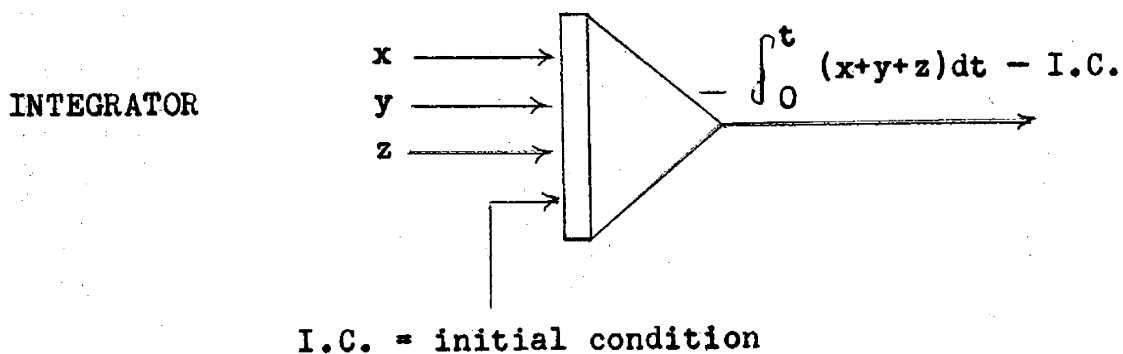 INTEGRATOR
x
y
z
− ∫₀ᵗ (x+y+z)dt − I.C.
I.C. = initial condition